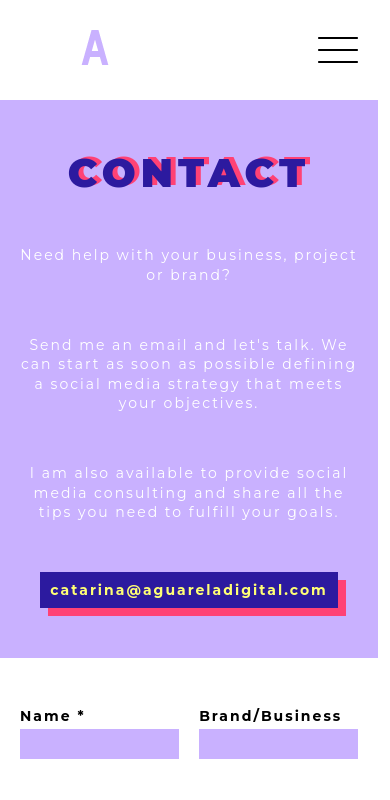 A
CONTACT
Need help with your business, project
or brand?
Send me an email and let's talk. We
can start as soon as possible defining
a social media strategy that meets
your objectives.
I am also available to provide social
media consulting and share all the
tips you need to fulfill your goals.
catarina@aguareladigital.com
Name * Brand/Business